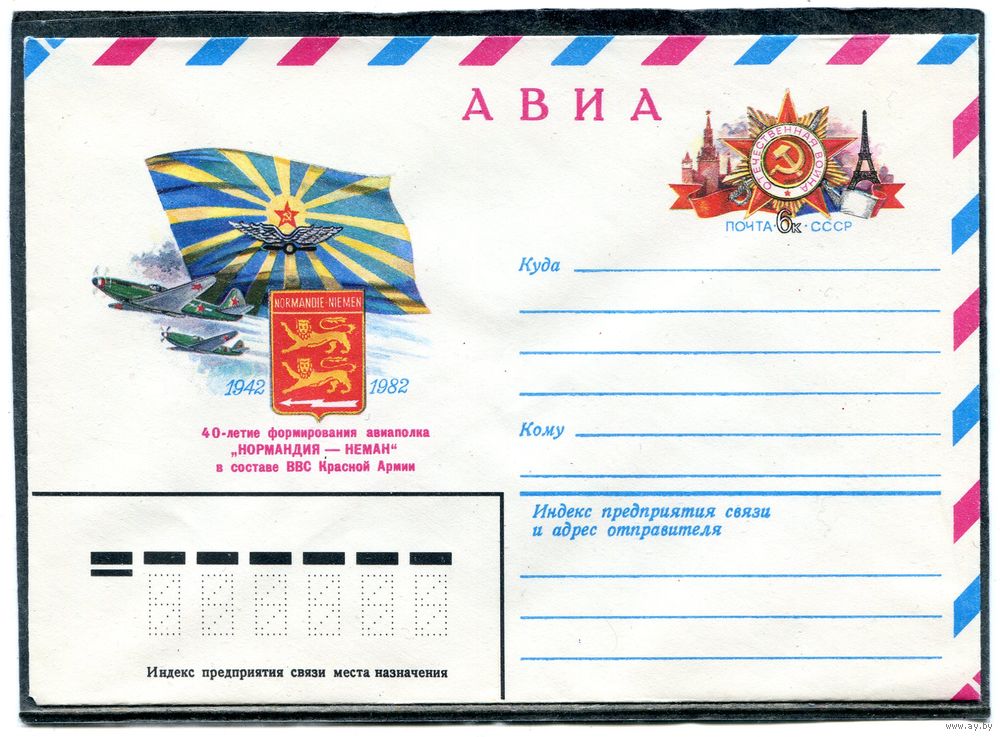 АВИА
ОТЕЧЕСТВЕННАЯ ВОЙНА
ПОЧТА·6к·СССР
NORMANDIE-NIEMEN
1942 1982
40-летие формирования авиаполка
„НОРМАНДИЯ — НЕМАН“
в составе ВВС Красной Армии
Куда
Кому
Индекс предприятия связи
и адрес отправителя
Индекс предприятия связи места назначения
www.ay.by